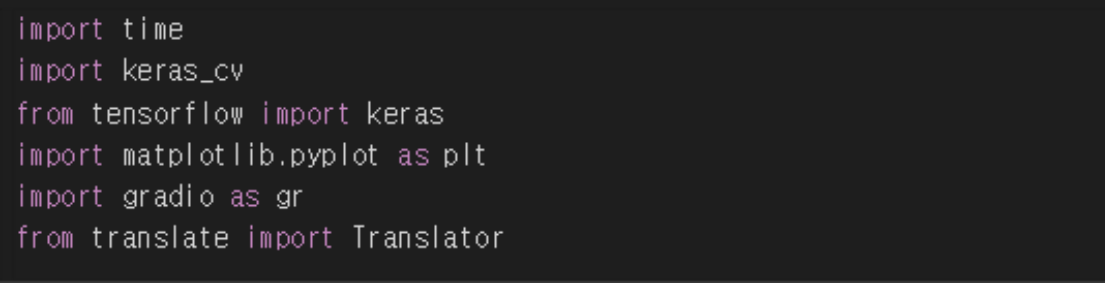 import time
import keras_cv
from tensorflow import keras
import matplotlib.pyplot as plt
import gradio as gr
from translate import Translator